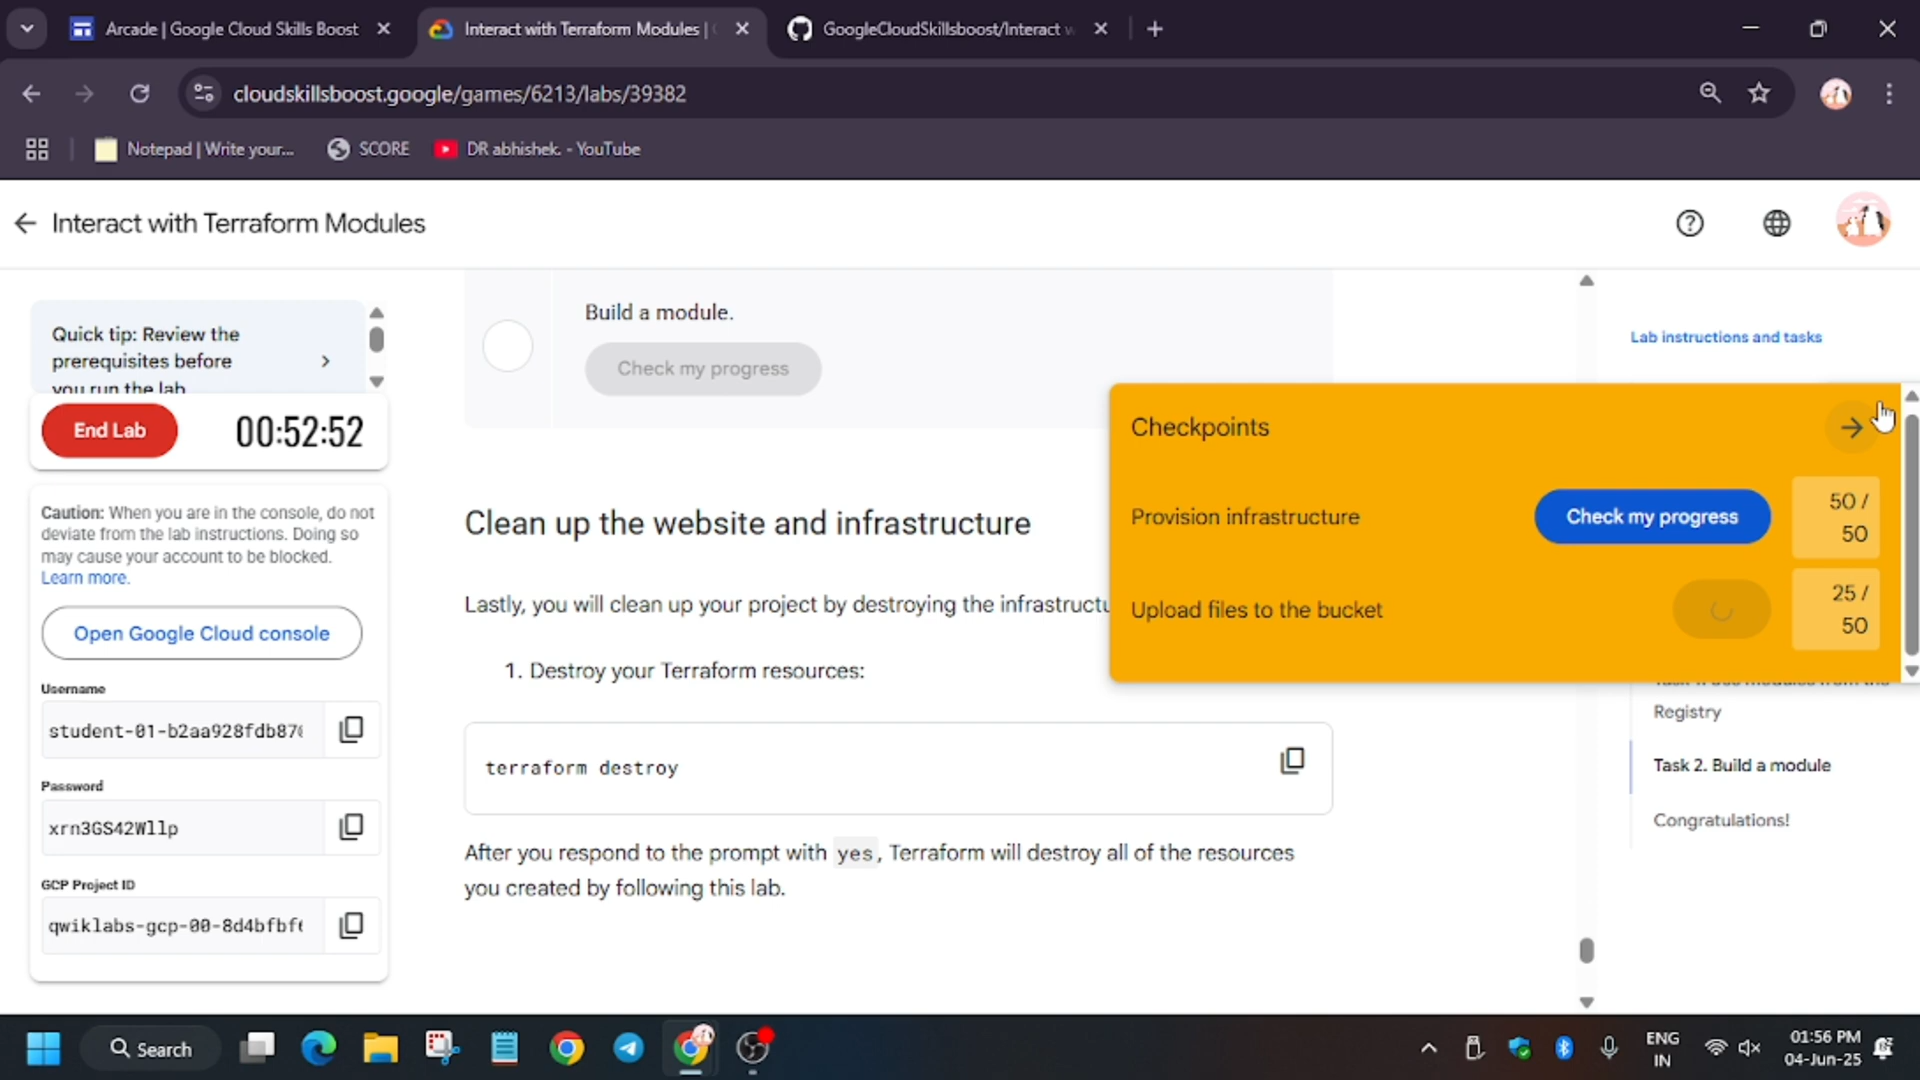 Arcade | Google Cloud Skills Boost
Interact with Terraform Modules |
GoogleCloudSkillsboost/Interact
cloudskillsboost.google/games/6213/labs/39382
Notepad | Write your...
SCORE
DR abhishek. - YouTube
Interact with Terraform Modules
Quick tip: Review the
prerequisites before
you run the lab
End Lab
00:52:52
Caution: When you are in the console, do not
deviate from the lab instructions. Doing so
may cause your account to be blocked.
Learn more.
Open Google Cloud console
Username
student-01-b2aa928fdb870
Password
xrn3GS42Wllp
GCP Project ID
qwiklabs-gcp-00-8d4bfbf
Build a module.
Check my progress
Clean up the website and infrastructure
Lastly, you will clean up your project by destroying the infrastructu
1. Destroy your Terraform resources:
terraform destroy
After you respond to the prompt with yes, Terraform will destroy all of the resources
you created by following this lab.
Lab instructions and tasks
Checkpoints
Provision infrastructure
Check my progress
50 /
50
Upload files to the bucket
25 /
50
Registry
Task 2. Build a module
Congratulations!
Search
ENG
IN
01:56 PM
04-Jun-25